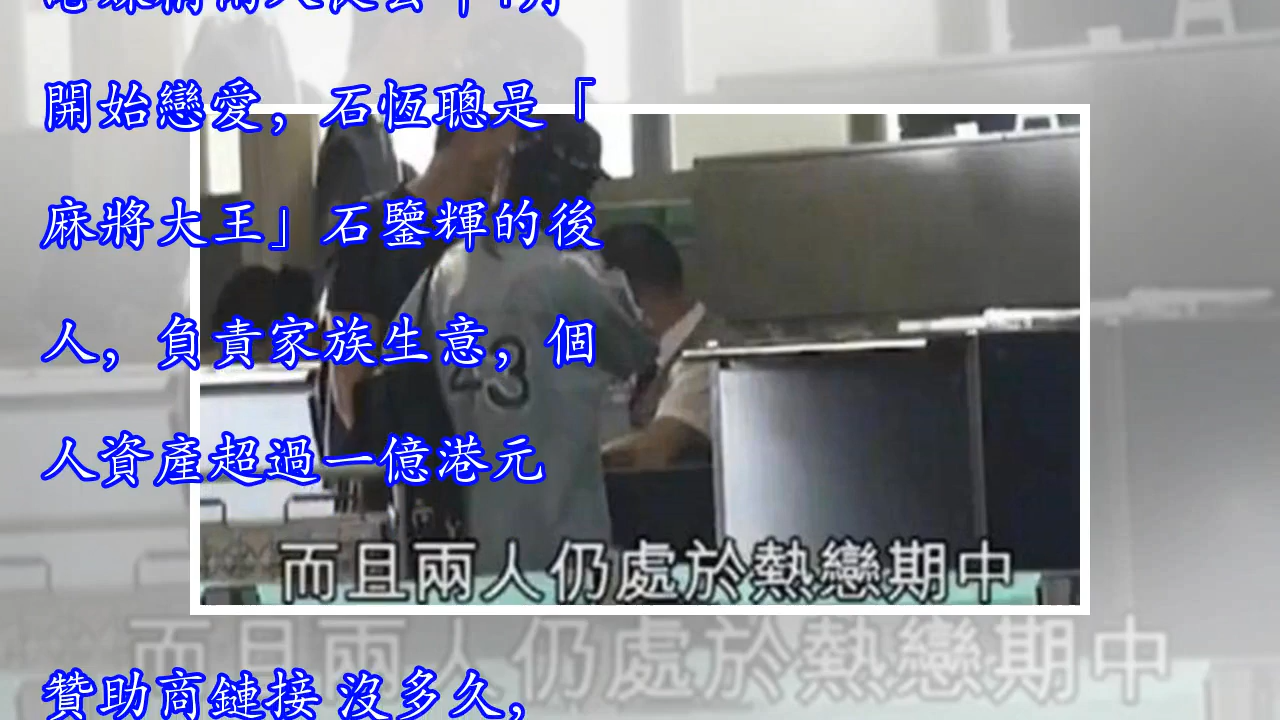 開始戀愛，石恆聰是「
麻將大王」石鑒輝的後
人，負責家族生意，個
人資產超過一億港元
23
而且兩人仍處於熱戀期中
而且兩人仍處於熱戀期中
贊助商鏈接 沒多久，